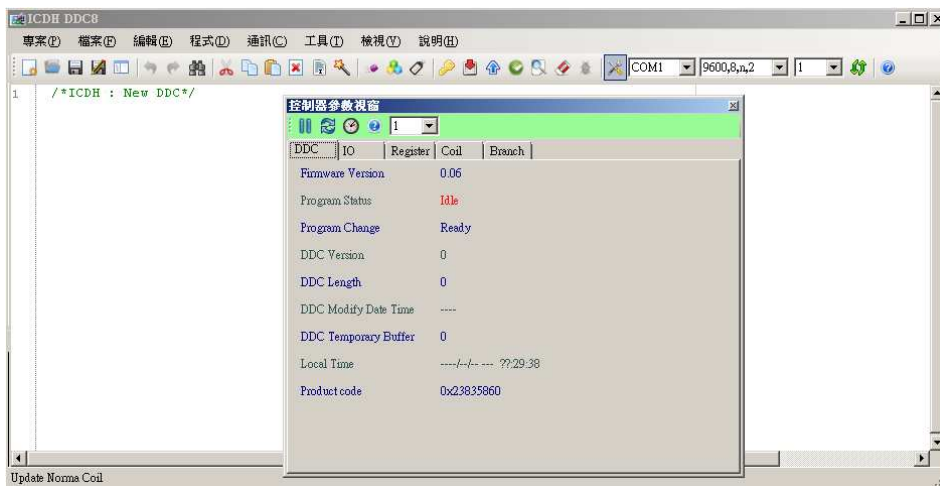 ICDH DDC8
專案(P) 檔案(F) 編輯(E) 程式(D) 通訊(C) 工具(T) 檢視(V) 說明(H)
COM1 9600,8,n,2 1
1 /*ICDH : New DDC*/
控制器參數視窗
1
DDC IO Register Coil Branch
Firmware Version 0.06
Program Status Idle
Program Change Ready
DDC Version 0
DDC Length 0
DDC Modify Date Time ----
DDC Temporary Buffer 0
Local Time ----/--/-- --- ??:29:38
Product code 0x23835860
Update Norma Coil